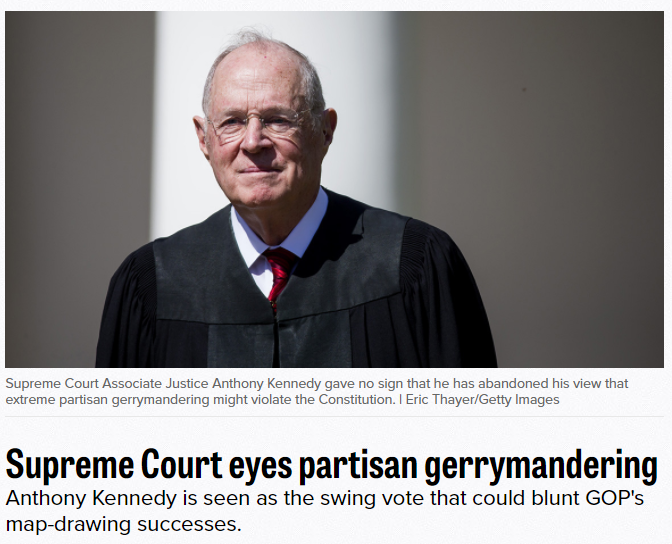 Supreme Court Associate Justice Anthony Kennedy gave no sign that he has abandoned his view that
extreme partisan gerrymandering might violate the Constitution. | Eric Thayer/Getty Images
Supreme Court eyes partisan gerrymandering
Anthony Kennedy is seen as the swing vote that could blunt GOP's
map-drawing successes.